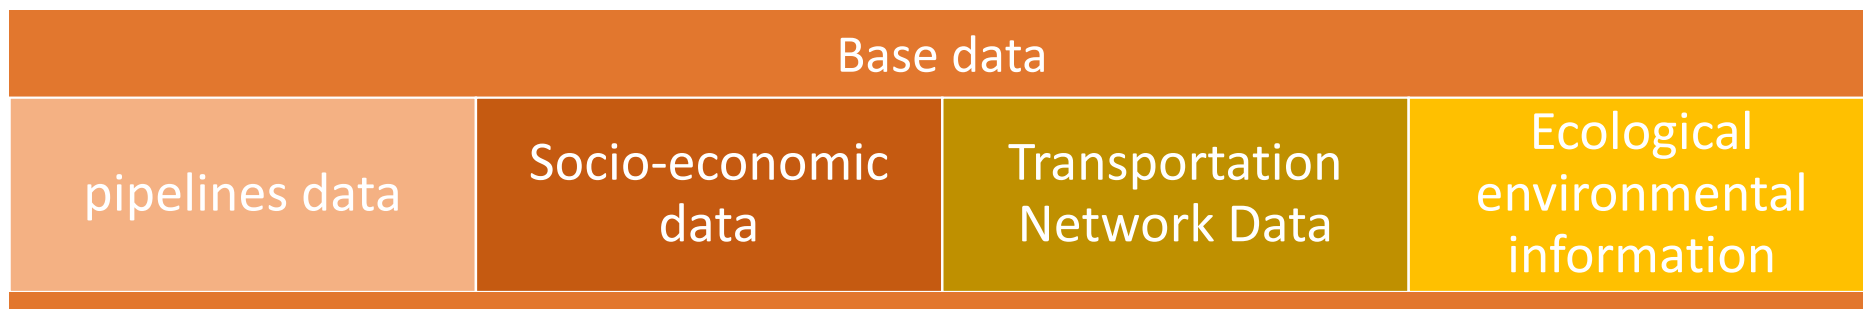 Base data
pipelines data
Socio-economic
data
Transportation
Network Data
Ecological
environmental
information